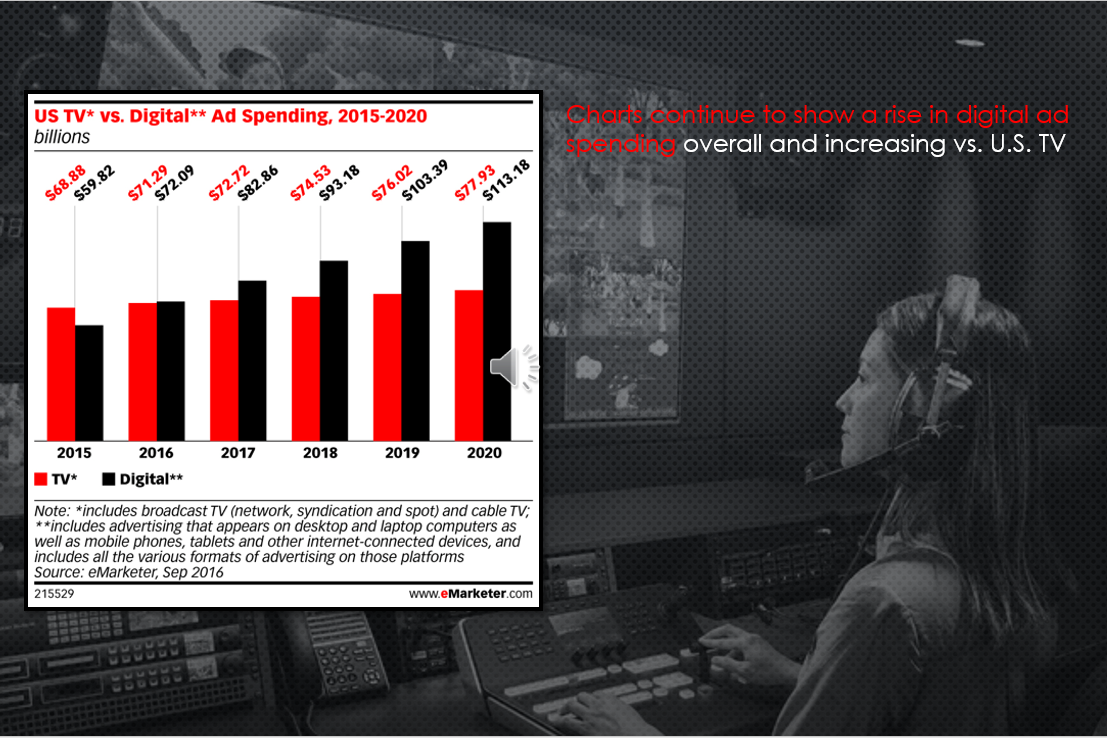 US TV* vs. Digital** Ad Spending, 2015-2020
billions
$68.88 $59.82 $71.29 $72.09 $72.72 $82.86 $74.53 $93.18 $76.02 $103.39 $77.93 $113.18
2015 2016 2017 2018 2019 2020
TV* Digital**
Note: *includes broadcast TV (network, syndication and spot) and cable TV;
**includes advertising that appears on desktop and laptop computers as
well as mobile phones, tablets and other internet-connected devices, and
includes all the various formats of advertising on those platforms
Source: eMarketer, Sep 2016
215529 www.eMarketer.com
Charts continue to show a rise in digital ad
spending overall and increasing vs. U.S. TV